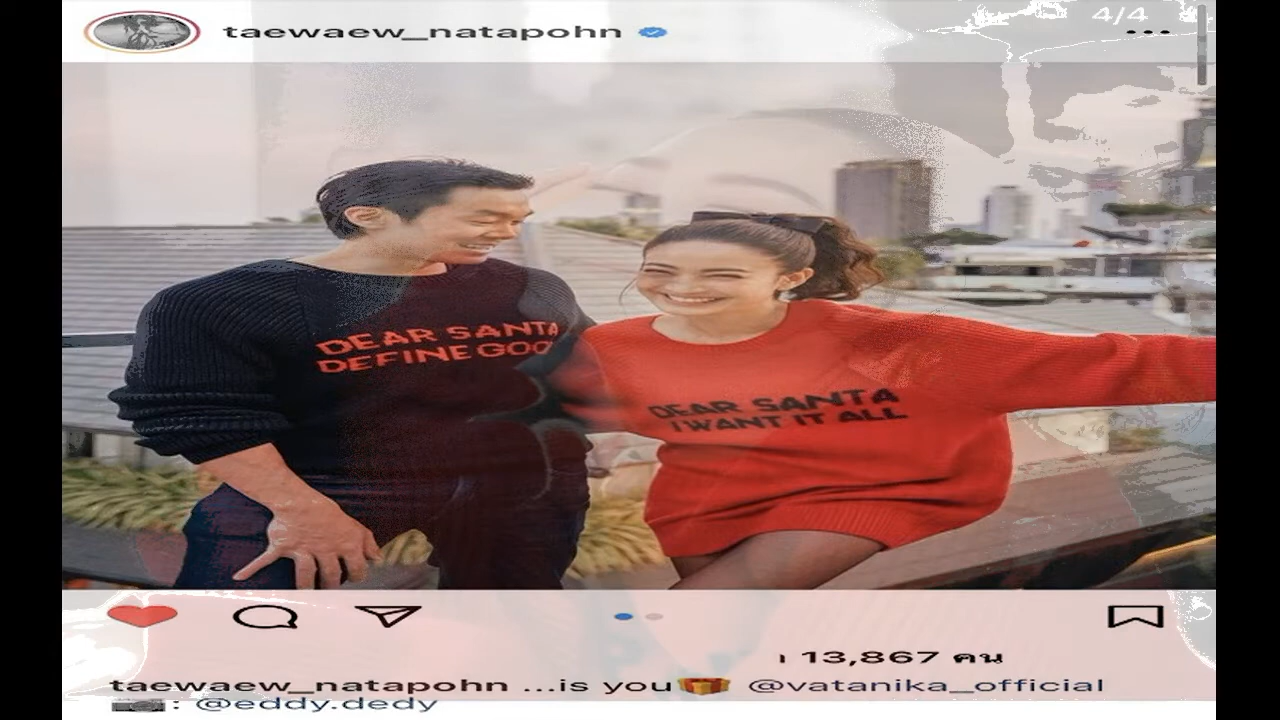 taewaew_natapohn
4/4
DEAR SANTA
DEFINE GOO
DEAR SANTA
I WANT IT ALL
13,867 คน
taewaew_natapohn ...is you🎁 @vatanika_official
📷: @eddy.dedy